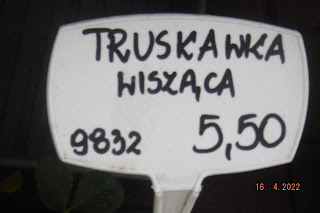 TRUSKAWKA
WISZĄCA
9832 5,50
16. 4.2022